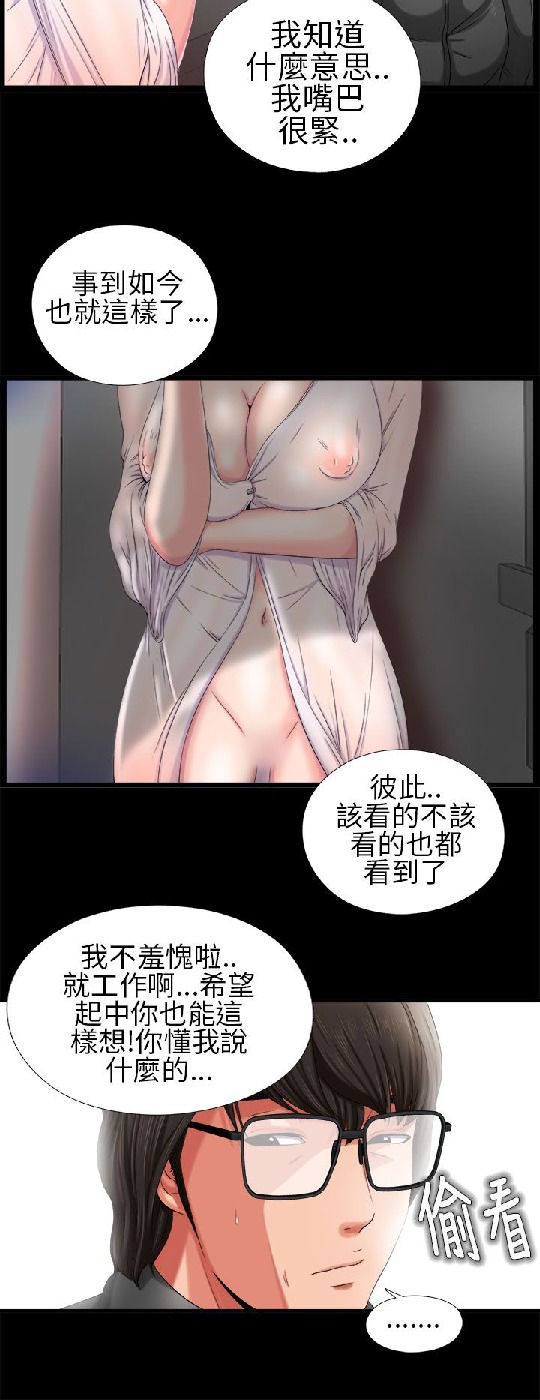 我知道
什麼意思..
我嘴巴
很緊..
事到如今
也就這樣了...
彼此..
該看的不該
看的也都
看到了
我不羞愧啦..
就工作啊...希望
起中你也能這
樣想!你懂我說
什麼的...
偷看
.......